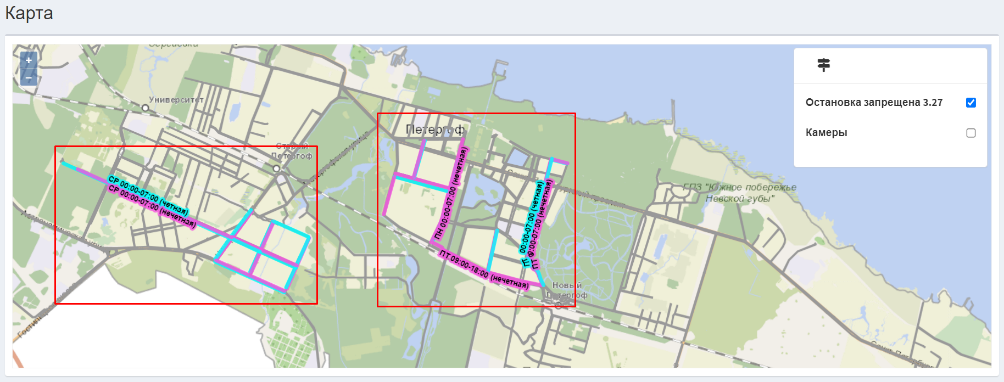 Карта
+
−
Университет
Петергоф
Старый
Петергоф
СР 00:00-07:00 (четная)
СР 00:00-07:00 (нечетная)
ПН 00:00-07:00 (нечетная)
00:00-07:00 (четная)
00:00-07:00 (нечетная)
ПТ 09:00-18:00 (нечетная)
Новый
Петергоф
ГПЗ "Южное побережье
Невской губы"
Остановка запрещена 3.27
Камеры